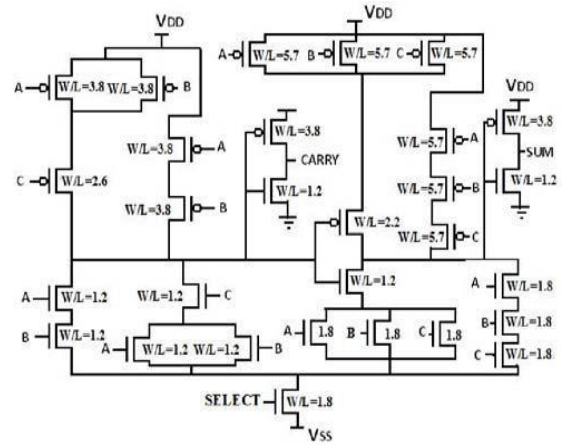 VDD
VDD
A W/L=3.8 W/L=3.8 B
A W/L=5.7 B W/L=5.7 C W/L=5.7
VDD
W/L=3.8 A
W/L=3.8
CARRY
W/L=1.2
W/L=5.7 A
W/L=3.8
SUM
W/L=1.2
C W/L=2.6
W/L=3.8 B
W/L=5.7 B
W/L=2.2
W/L=5.7 C
W/L=1.2
A W/L=1.2
W/L=1.2 C
A W/L=1.8
B W/L=1.2
A W/L=1.2 W/L=1.2 B
A 1.8 B 1.8 C 1.8
B W/L=1.8
C W/L=1.8
SELECT W/L=1.8
VSS